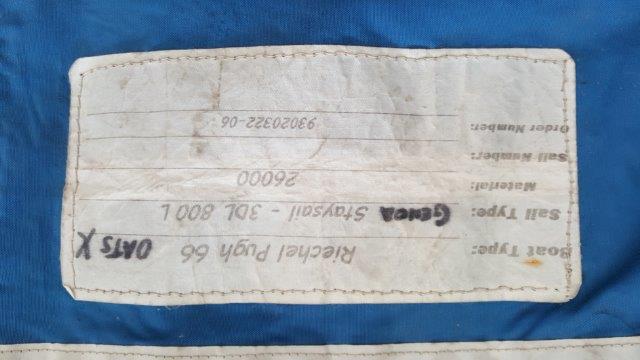 Boat Type: Riechel Pugh 66 OATS X
Sail Type: GENOA Staysail - 3DL 800 L
Material: 26000
Sail Number:
Order Number: 93020322-06